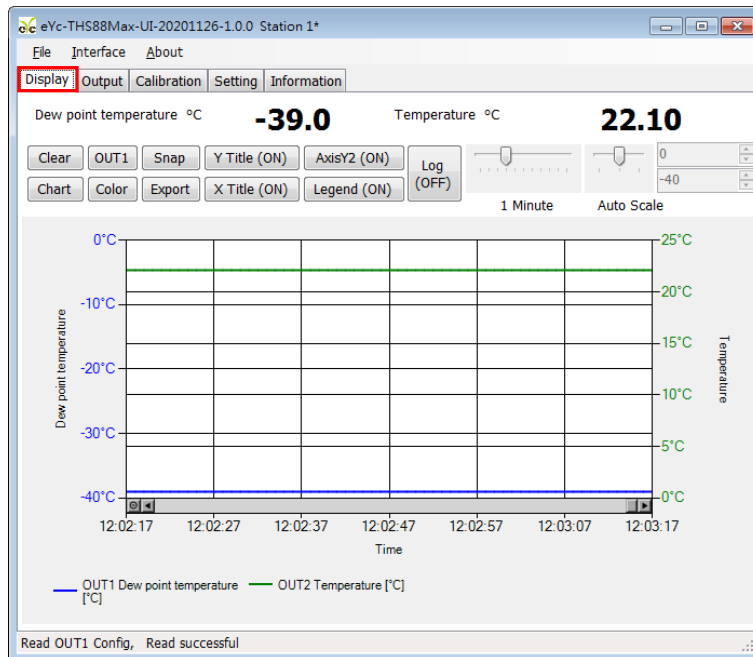 eYc eYc-THS88Max-UI-20201126-1.0.0 Station 1*
File Interface About
Display Output Calibration Setting Information
Dew point temperature °C -39.0 Temperature °C 22.10
Clear OUT1 Snap Y Title (ON) AxisY2 (ON) Log (OFF) 0
Chart Color Export X Title (ON) Legend (ON) -40
1 Minute Auto Scale
0°C 25°C
-10°C 20°C
-20°C 15°C
-30°C 10°C
-40°C 5°C
0°C
Dew point temperature
Temperature
12:02:17 12:02:27 12:02:37 12:02:47 12:02:57 12:03:07 12:03:17
Time
OUT1 Dew point temperature OUT2 Temperature [°C]
[°C]
Read OUT1 Config, Read successful